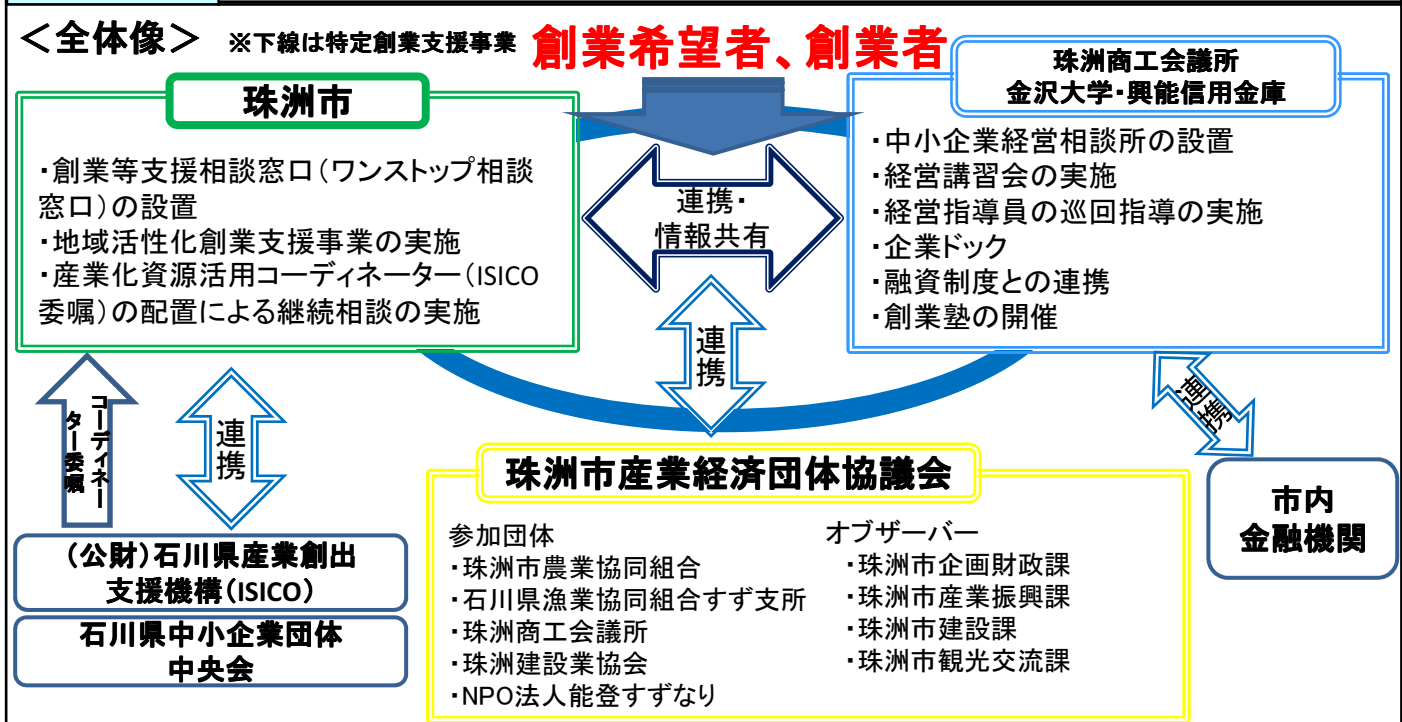 ＜全体像＞ ※下線は特定創業支援事業
創業希望者、創業者
珠洲市
・創業等支援相談窓口（ワンストップ相談
窓口）の設置
・地域活性化創業支援事業の実施
・産業化資源活用コーディネーター（ISICO
委嘱）の配置による継続相談の実施
連携・
情報共有
珠洲商工会議所
金沢大学・興能信用金庫
・中小企業経営相談所の設置
・経営講習会の実施
・経営指導員の巡回指導の実施
・企業ドック
・融資制度との連携
・創業塾の開催
コーディネー
ター委嘱
連携
連携
連携
（公財）石川県産業創出
支援機構（ISICO）
石川県中小企業団体
中央会
珠洲市産業経済団体協議会
参加団体
・珠洲市農業協同組合
・石川県漁業協同組合すず支所
・珠洲商工会議所
・珠洲建設業協会
・NPO法人能登すずなり
オブザーバー
・珠洲市企画財政課
・珠洲市産業振興課
・珠洲市建設課
・珠洲市観光交流課
市内
金融機関